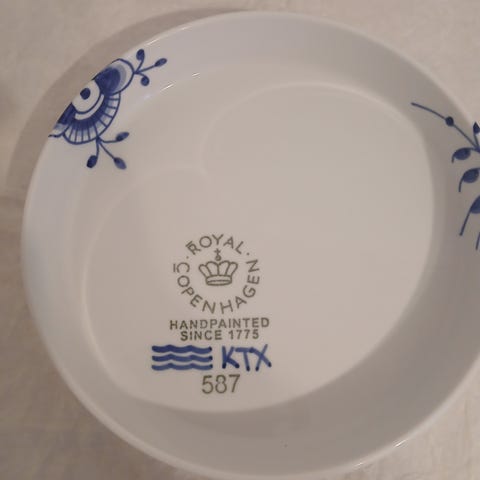 ROYAL
COPENHAGEN
HANDPAINTED
SINCE 1775
KTX
587